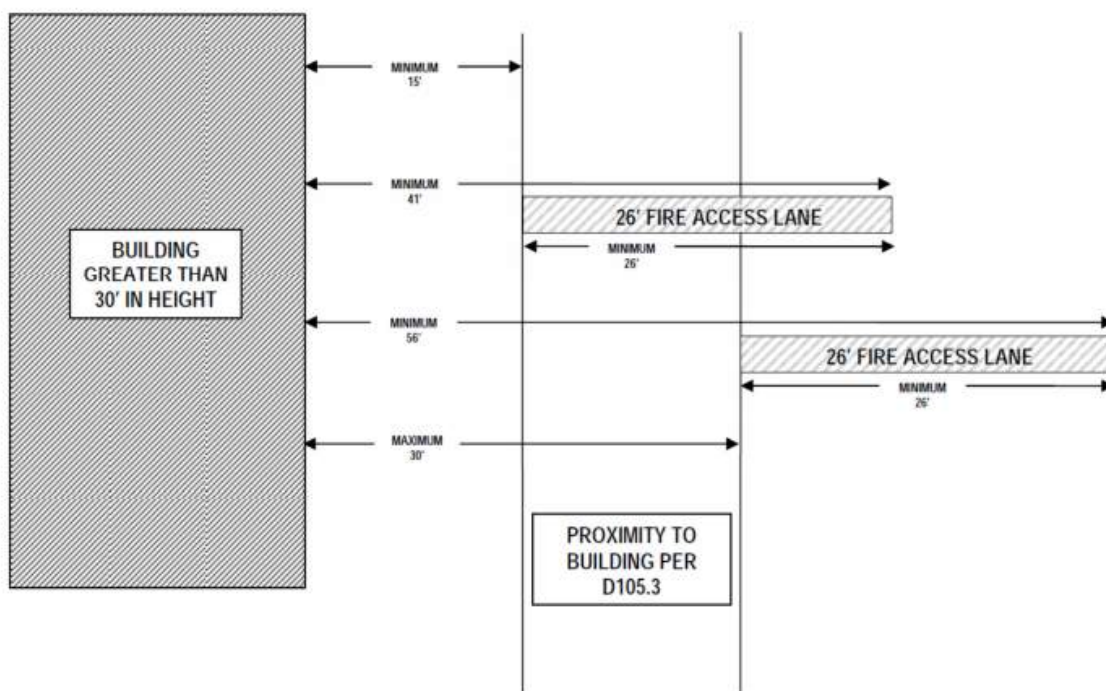 MINIMUM
15'
MINIMUM
41'
26' FIRE ACCESS LANE
MINIMUM
26'
BUILDING
GREATER THAN
30' IN HEIGHT
MINIMUM
56'
26' FIRE ACCESS LANE
MINIMUM
26'
MAXIMUM
30'
PROXIMITY TO
BUILDING PER
D105.3